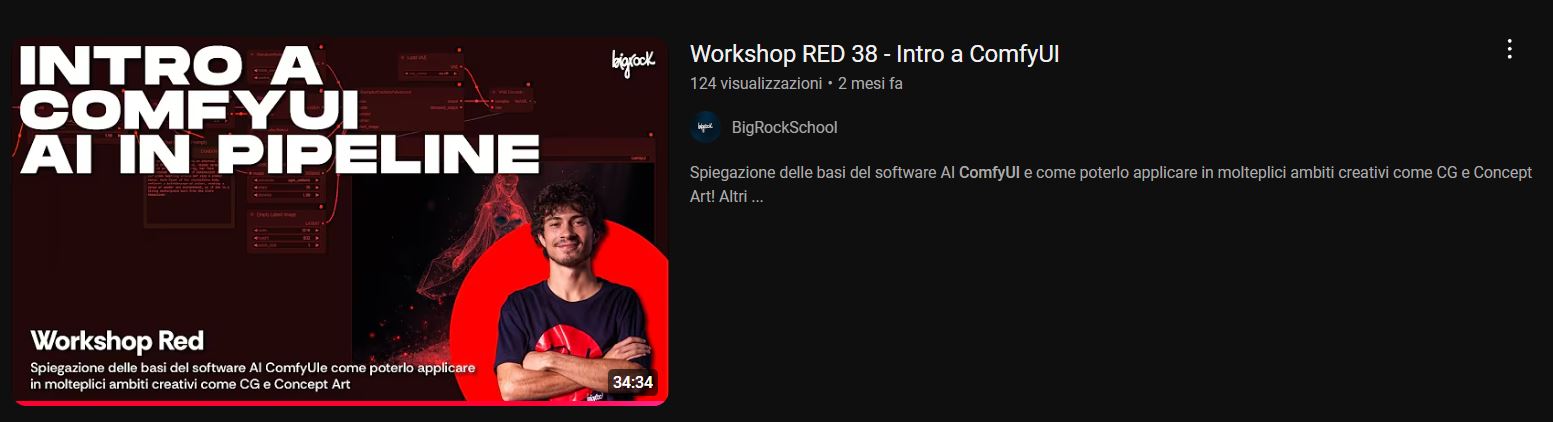 INTRO A
COMFYUI
AI IN PIPELINE
bigrock
Workshop Red
Spiegazione delle basi del software AI ComfyUIe come poterlo applicare
in molteplici ambiti creativi come CG e Concept Art
34:34
Workshop RED 38 - Intro a ComfyUI
124 visualizzazioni • 2 mesi fa
bigrock
BigRockSchool
Spiegazione delle basi del software AI ComfyUI e come poterlo applicare in molteplici ambiti creativi come CG e Concept
Art! Altri ...